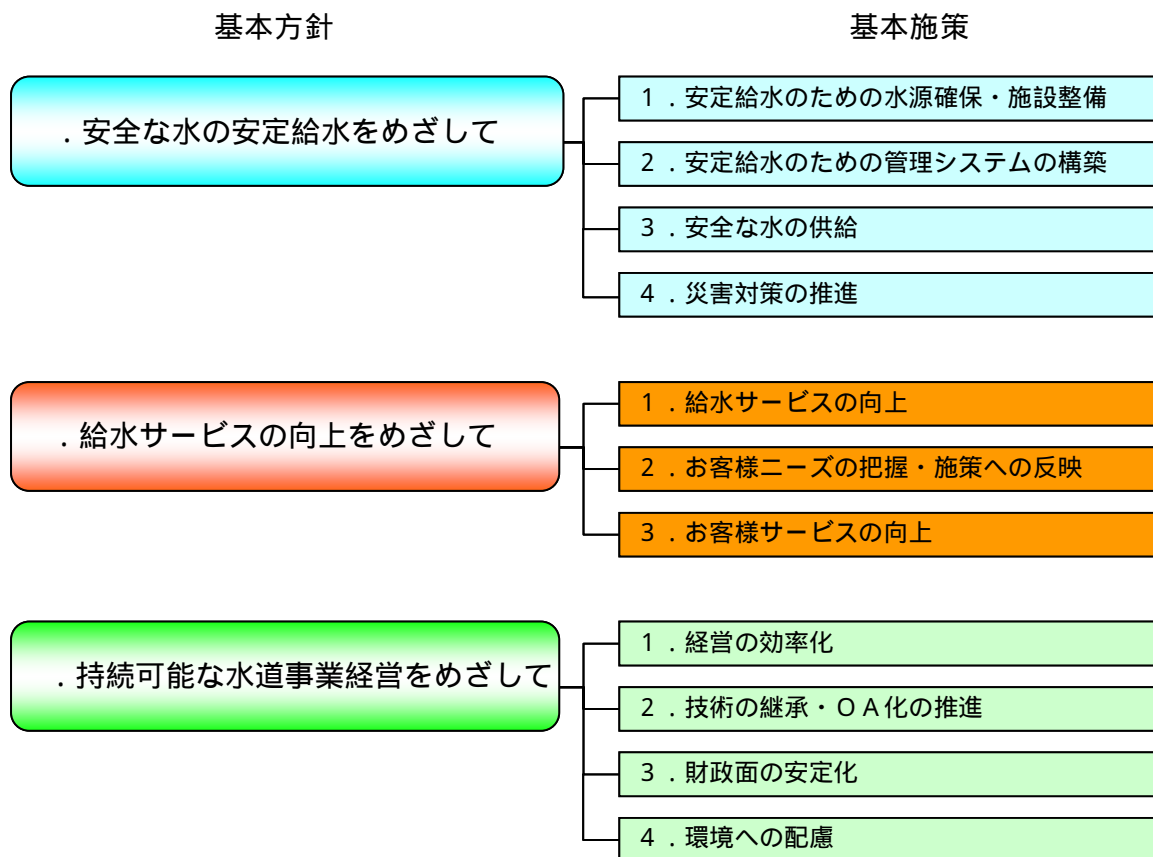 基本方針
基本施策
．安全な水の安定給水をめざして
１．安定給水のための水源確保・施設整備
２．安定給水のための管理システムの構築
３．安全な水の供給
４．災害対策の推進
．給水サービスの向上をめざして
１．給水サービスの向上
２．お客様ニーズの把握・施策への反映
３．お客様サービスの向上
．持続可能な水道事業経営をめざして
１．経営の効率化
２．技術の継承・ＯＡ化の推進
３．財政面の安定化
４．環境への配慮